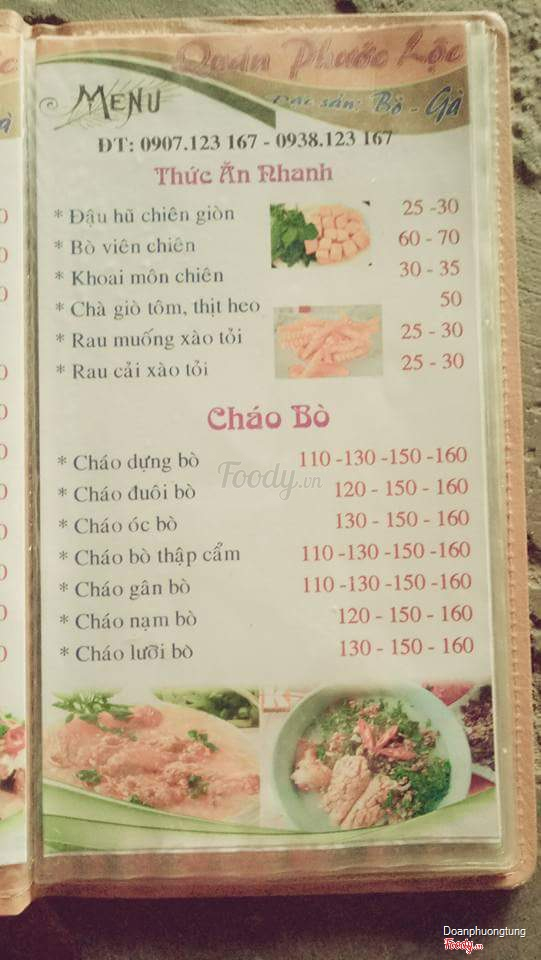 Quán Phước Lộc
MENU
Đặc sản: Bò - Gà
ĐT: 0907.123 167 - 0938.123 167
Thức Ăn Nhanh
* Đậu hũ chiên giòn 25 -30
* Bò viên chiên 60 - 70
* Khoai môn chiên 30 - 35
* Chà giò tôm, thịt heo 50
* Rau muống xào tỏi 25 - 30
* Rau cải xào tỏi 25 - 30
Cháo Bò
* Cháo dựng bò 110 -130 -150 -160
* Cháo đuôi bò 120 - 150 - 160
* Cháo óc bò 130 - 150 - 160
* Cháo bò thập cẩm 110 -130 -150 -160
* Cháo gân bò 110 -130 -150 -160
* Cháo nạm bò 120 - 150 - 160
* Cháo lưỡi bò 130 - 150 - 160
Foody.vn
Doanphuongtung
Foody.vn